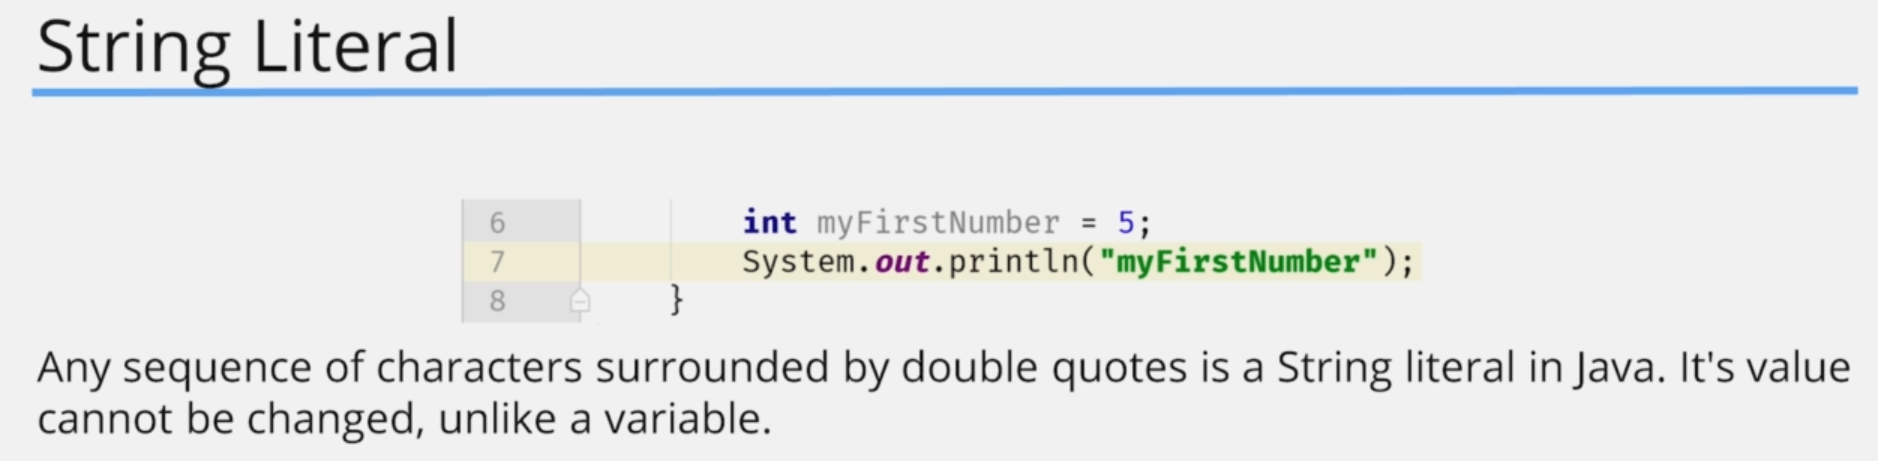 String Literal
6 int myFirstNumber = 5;
7 System.out.println("myFirstNumber");
8 }
Any sequence of characters surrounded by double quotes is a String literal in Java. It's value
cannot be changed, unlike a variable.